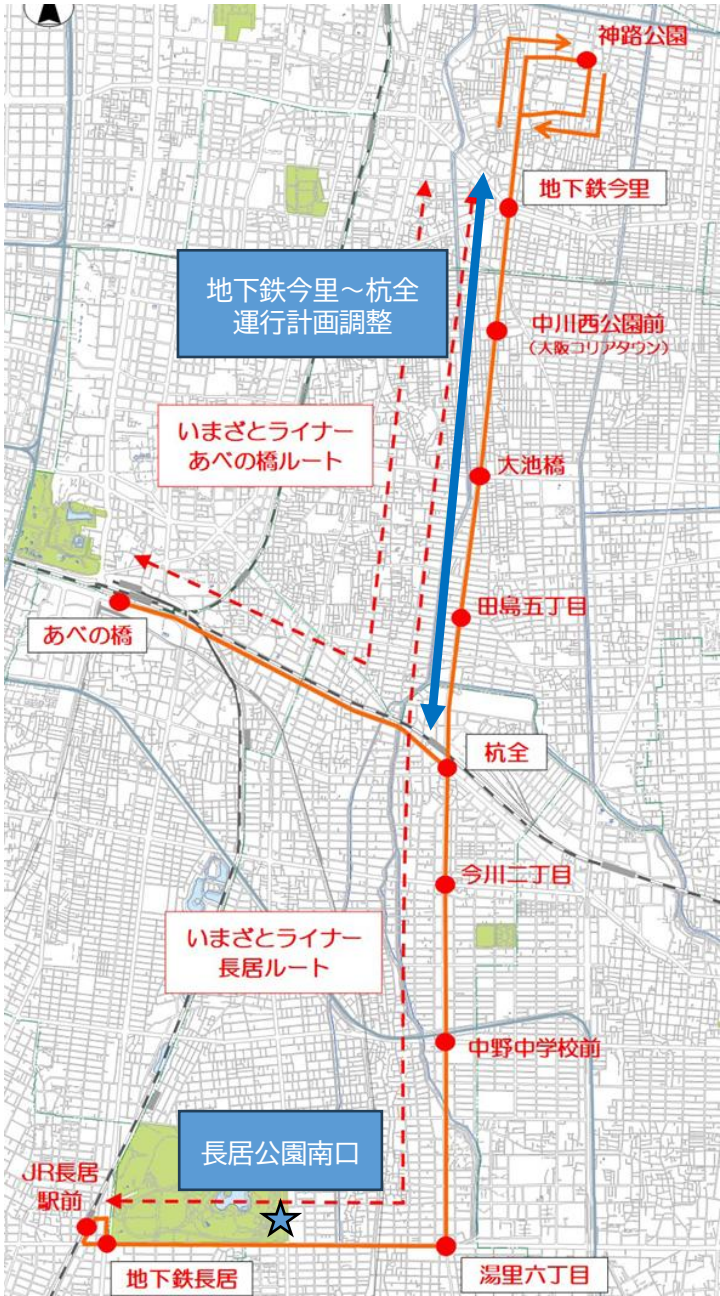 神路公園
地下鉄今里
地下鉄今里～杭全
運行計画調整
中川西公園前
（大阪コリアタウン）
いまざとライナー
あべの橋ルート
大池橋
田島五丁目
あべの橋
杭全
今川二丁目
いまざとライナー
長居ルート
中野中学校前
長居公園南口
JR長居
駅前
地下鉄長居
湯里六丁目